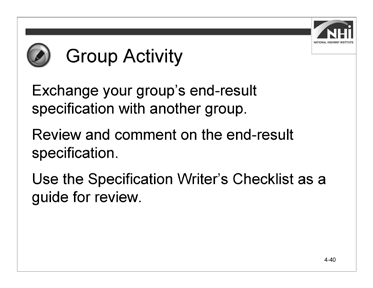 NHI
NATIONAL HIGHWAY INSTITUTE
Group Activity
Exchange your group's end-result
specification with another group.
Review and comment on the end-result
specification.
Use the Specification Writer's Checklist as a
guide for review.
4-40